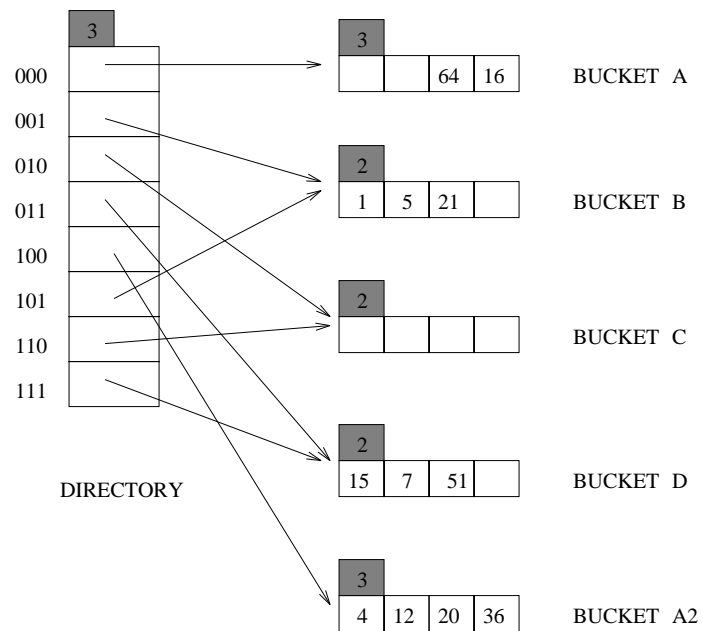 3
000
001
010
011
100
101
110
111
DIRECTORY
3
64 16
BUCKET A
2
1 5 21
BUCKET B
2
BUCKET C
2
15 7 51
BUCKET D
3
4 12 20 36
BUCKET A2